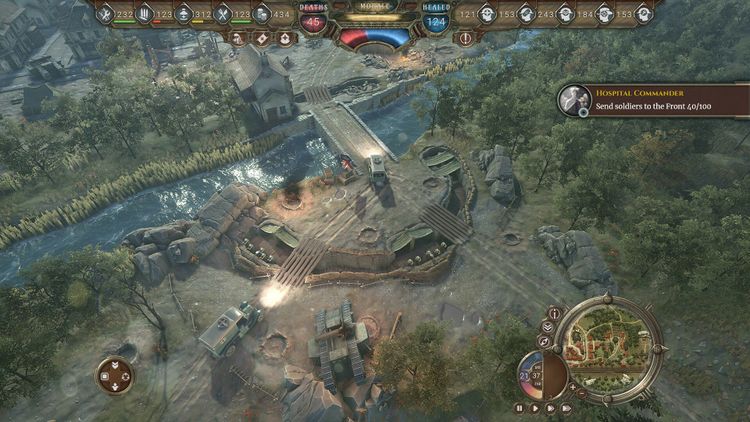 DEATHS
MORALE
HEALED
232
123
312
123
434
45
124
121
153
243
184
153
HOSPITAL COMMANDER
Send soldiers to the Front 40/100
21
37